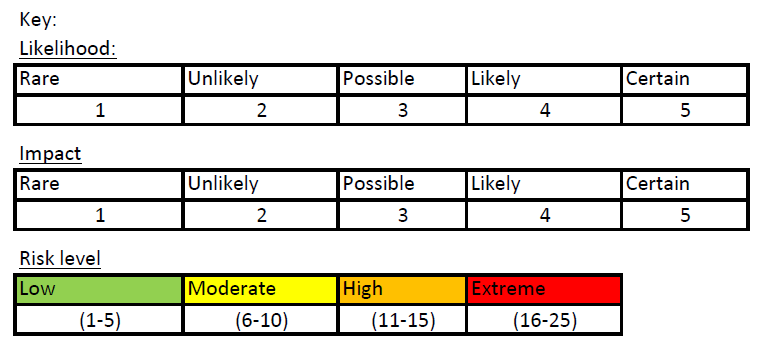 Key:
Likelihood:
Rare Unlikely Possible Likely Certain
1 2 3 4 5
Impact
Rare Unlikely Possible Likely Certain
1 2 3 4 5
Risk level
Low Moderate High Extreme
(1-5) (6-10) (11-15) (16-25)